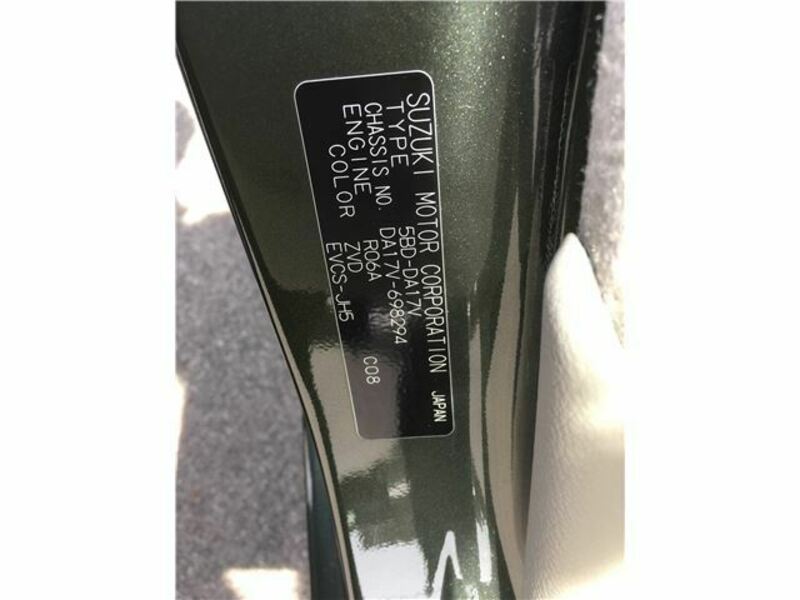 SUZUKI MOTOR CORPORATION JAPAN
TYPE 5BD-DA17V
CHASSIS NO. DA17V-698294
ENGINE R06A
COLOR ZVD C08
EVCS-JH5